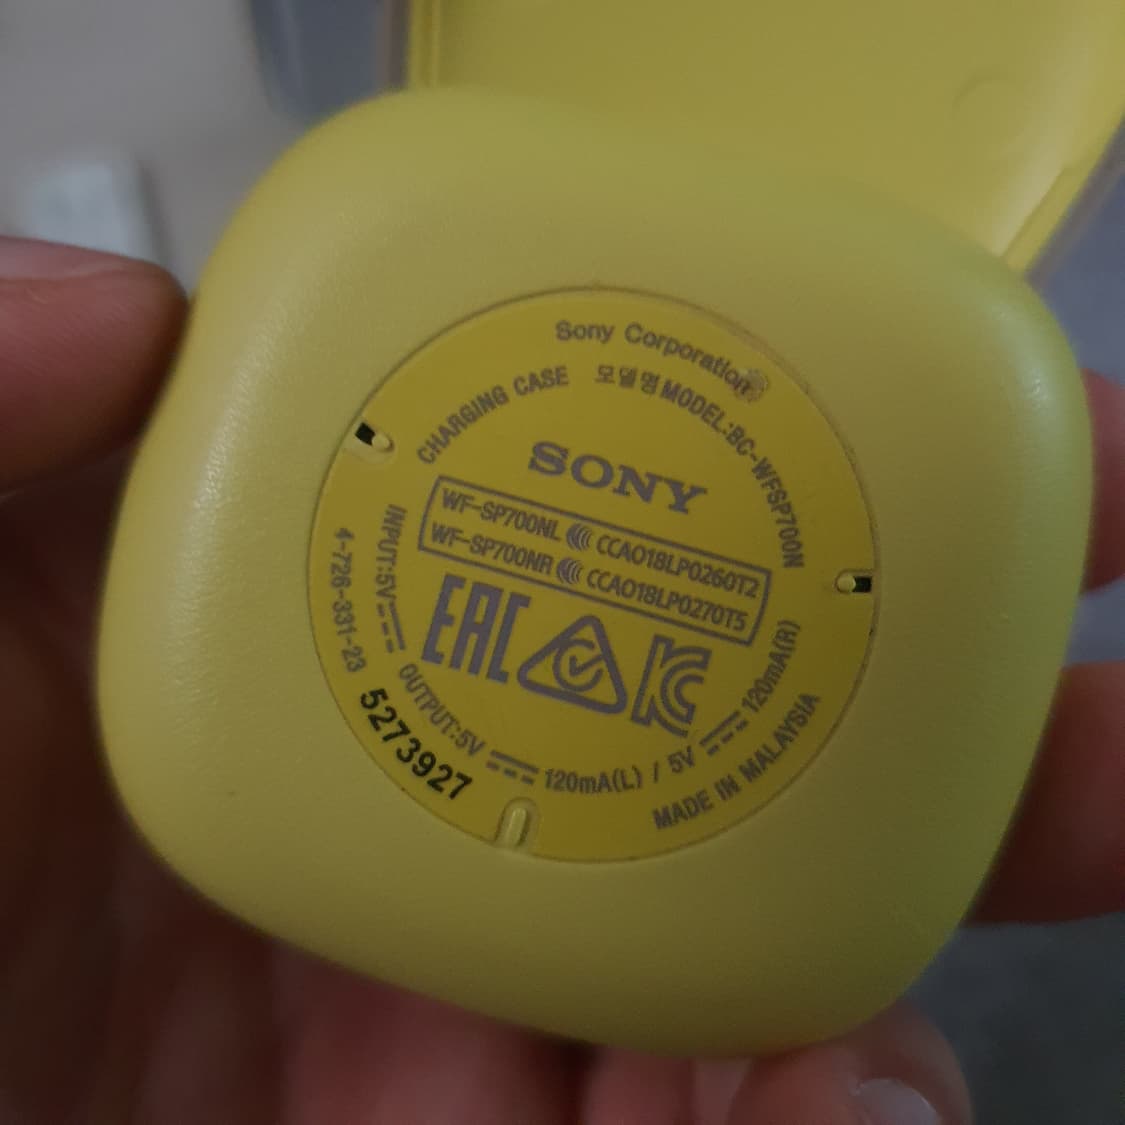 Sony Corporation
CHARGING CASE 모델명 MODEL:BC-WFSP700N
SONY
WF-SP700NL CCAO18LP0260T2
WF-SP700NR CCAO18LP0270T5
EAC
KC
INPUT:5V
OUTPUT:5V 120mA(L) / 5V 120mA(R)
4-726-331-23
5273927
MADE IN MALAYSIA